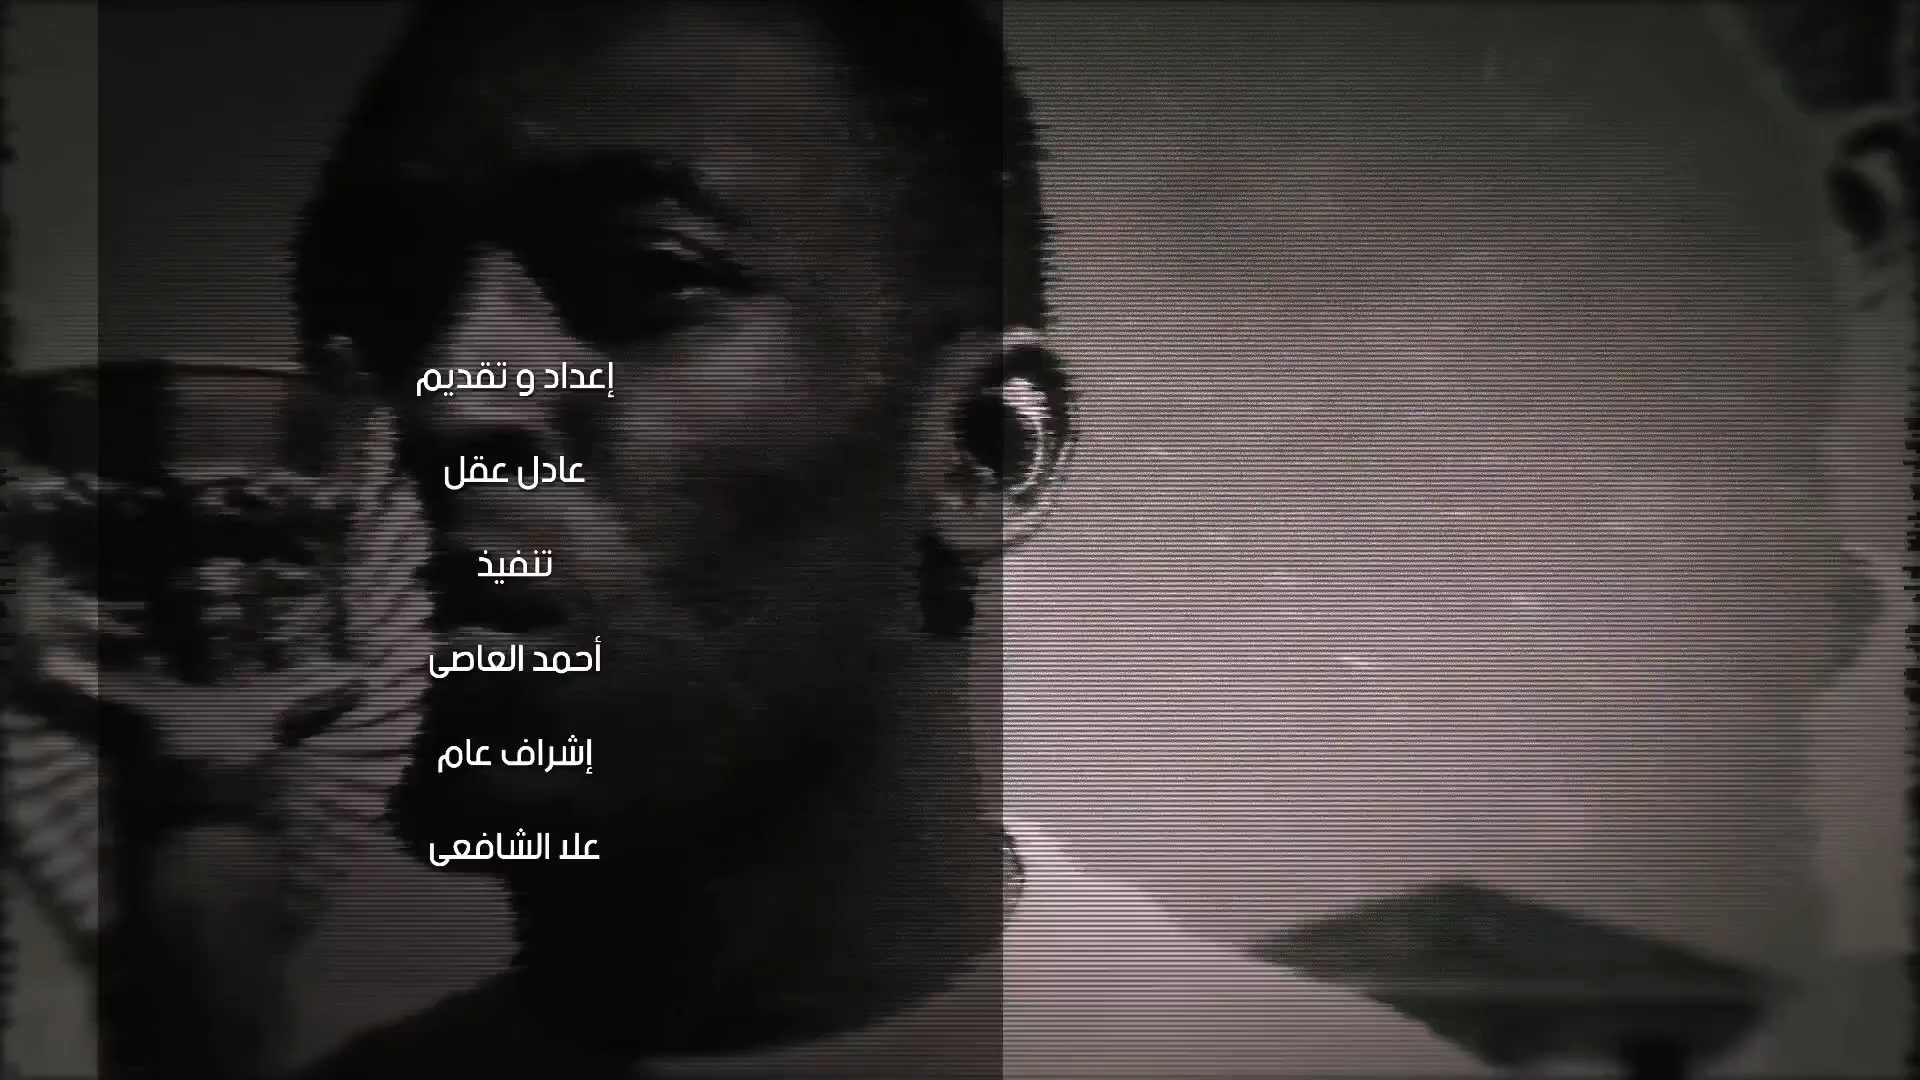 إعداد و تقديم
عادل عقل
تنفيذ
أحمد العاصى
إشراف عام
علا الشافعى